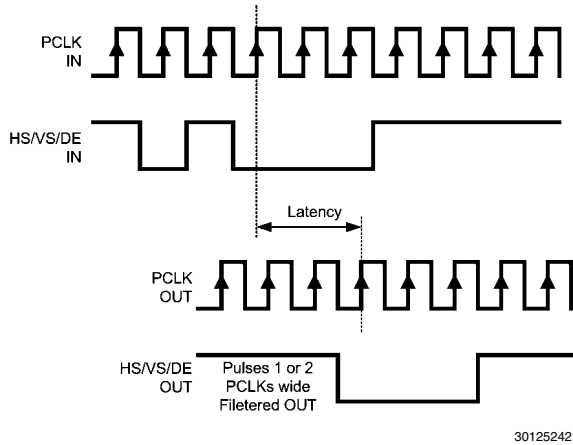 PCLK
IN
HS/VS/DE
IN
Latency
PCLK
OUT
HS/VS/DE
OUT
Pulses 1 or 2
PCLKs wide
Filetered OUT
30125242